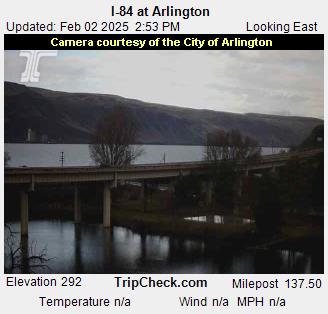 I-84 at Arlington
Updated: Feb 02 2025 2:53 PM Looking East
Camera courtesy of the City of Arlington
Elevation 292 TripCheck.com Milepost 137.50
Temperature n/a Wind n/a MPH n/a